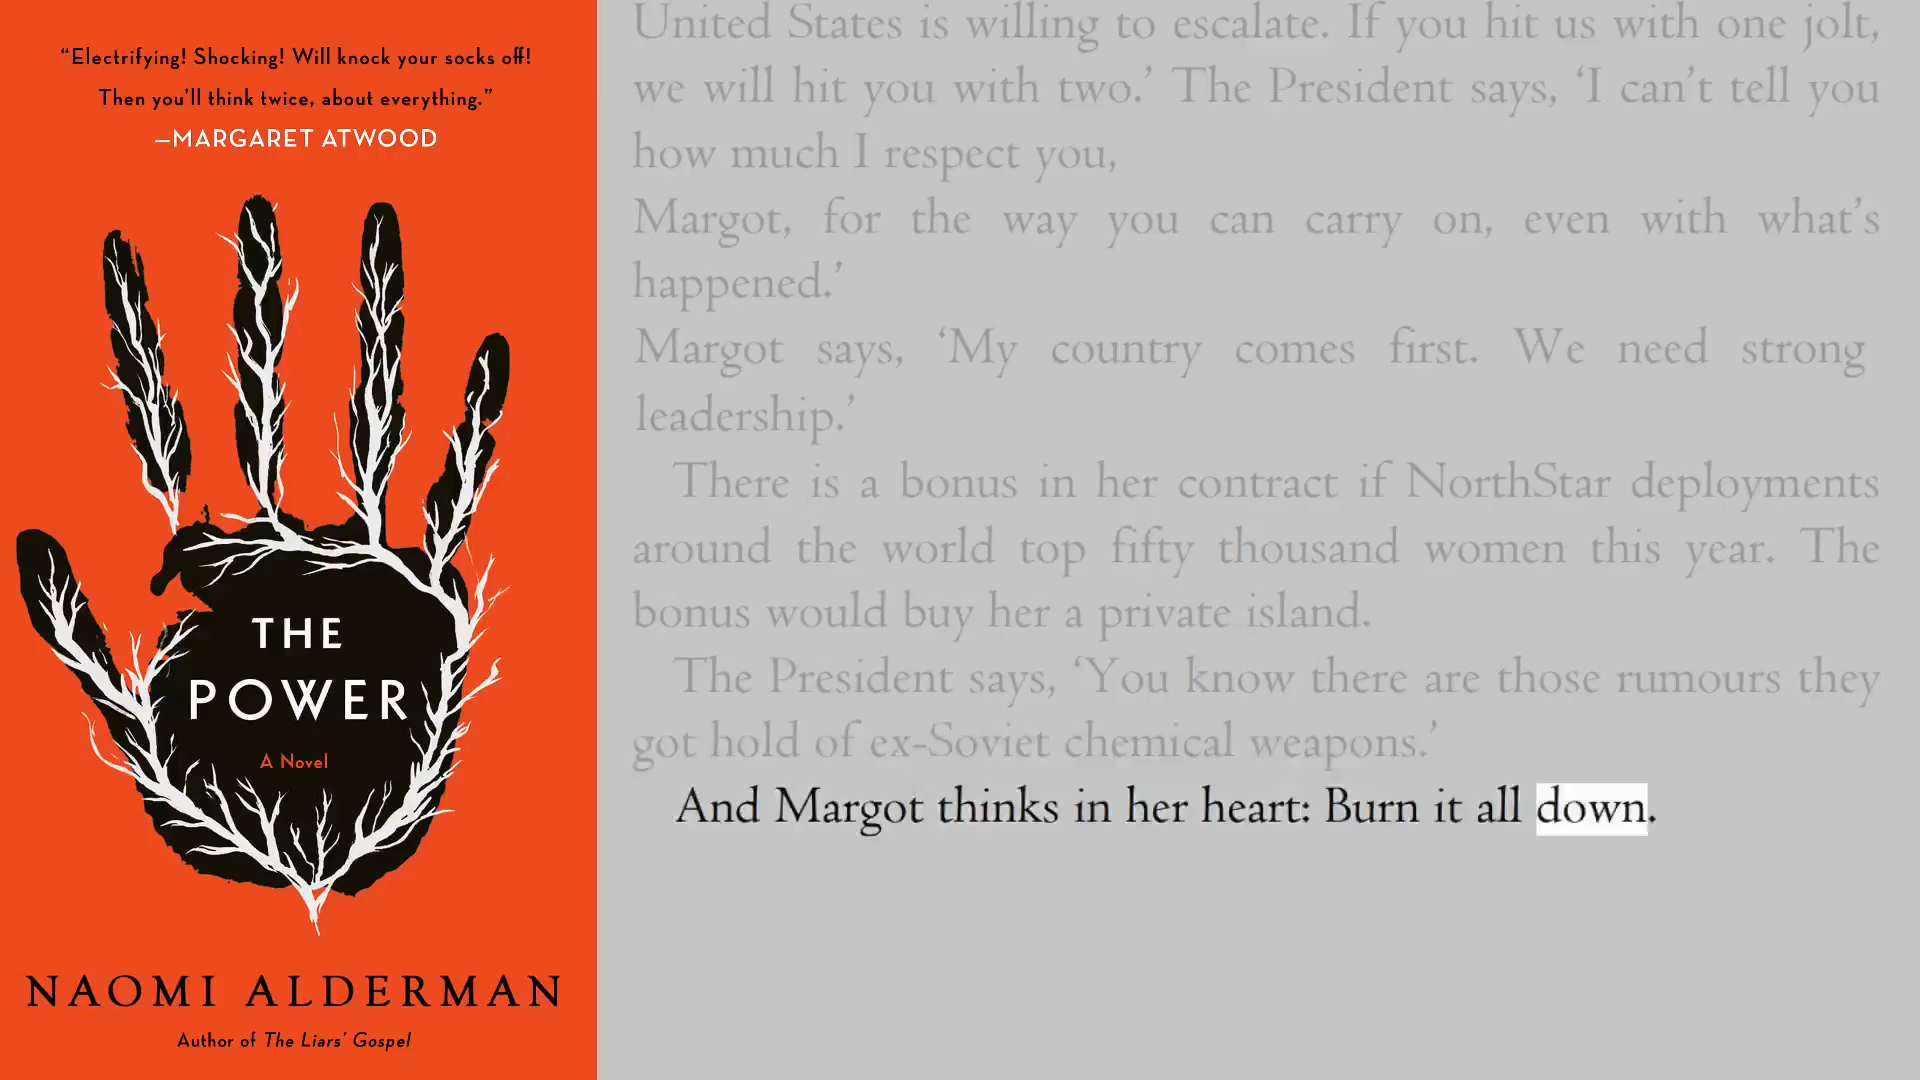 “Electrifying! Shocking! Will knock your socks off!
Then you’ll think twice, about everything.”
—MARGARET ATWOOD
THE
POWER
A Novel
NAOMI ALDERMAN
Author of The Liars’ Gospel
United States is willing to escalate. If you hit us with one jolt,
we will hit you with two.’ The President says, ‘I can’t tell you
how much I respect you,
Margot, for the way you can carry on, even with what’s
happened.’
Margot says, ‘My country comes first. We need strong
leadership.’
There is a bonus in her contract if NorthStar deployments
around the world top fifty thousand women this year. The
bonus would buy her a private island.
The President says, ‘You know there are those rumours they
got hold of ex-Soviet chemical weapons.’
And Margot thinks in her heart: Burn it all down.